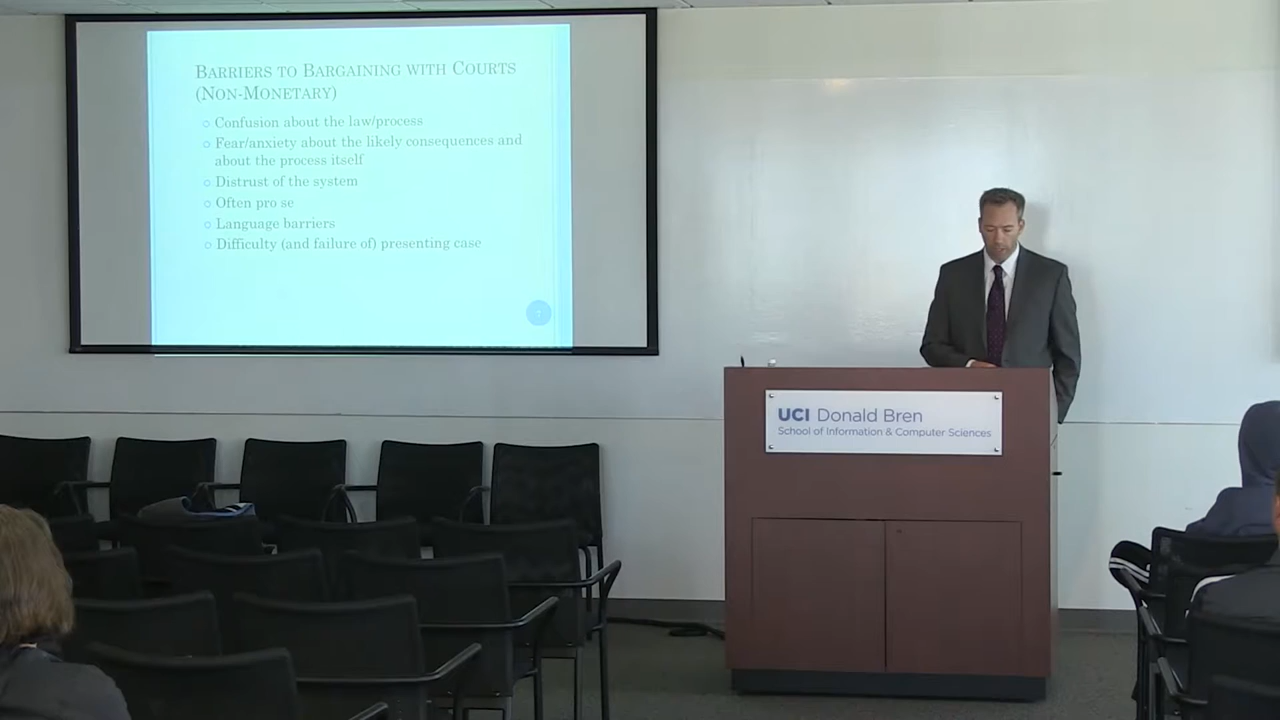 BARRIERS TO BARGAINING WITH COURTS
(NON-MONETARY)
Confusion about the law/process
Fear/anxiety about the likely consequences and
about the process itself
Distrust of the system
Often pro se
Language barriers
Difficulty (and failure of) presenting case
7
UCI Donald Bren
School of Information & Computer Sciences